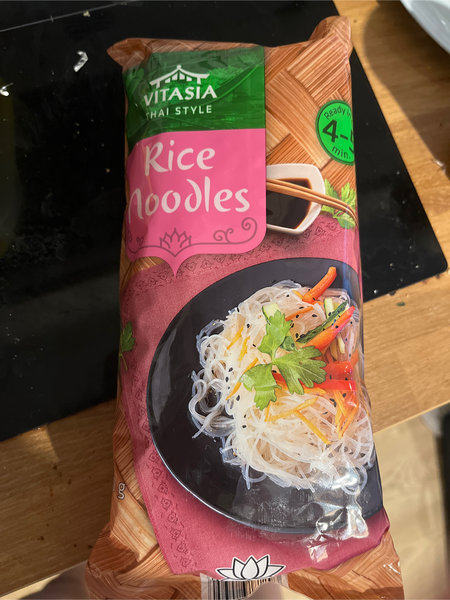 VITASIA
THAI STYLE
Rice
Noodles
Ready
4-5
min.
g